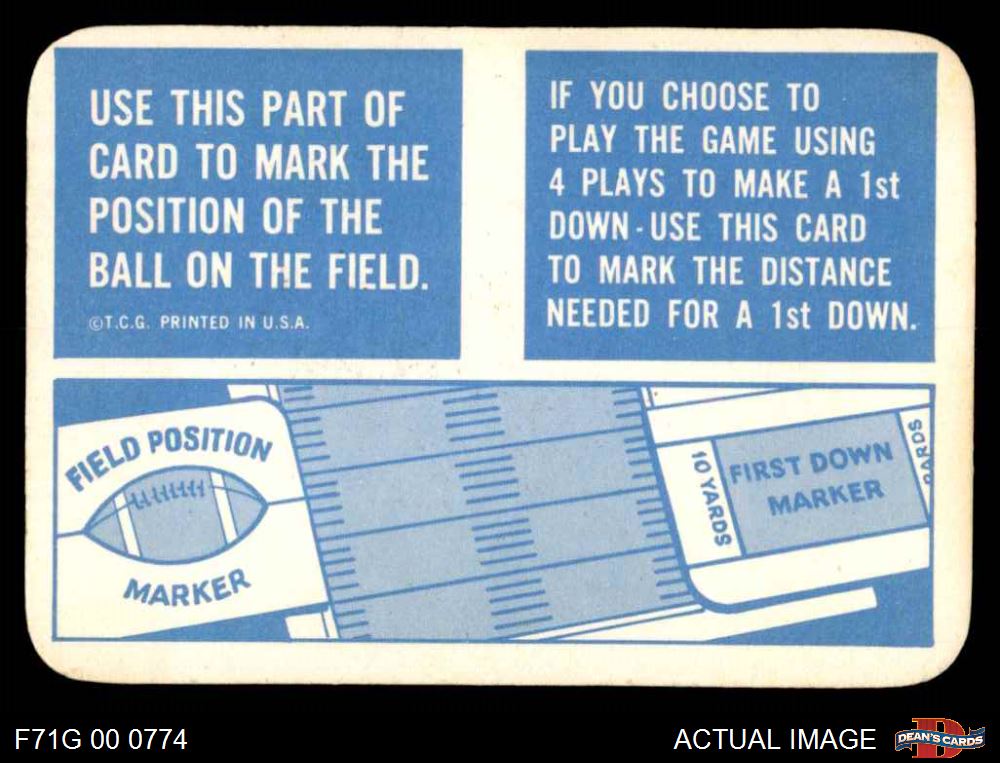 USE THIS PART OF
CARD TO MARK THE
POSITION OF THE
BALL ON THE FIELD.
©T.C.G. PRINTED IN U.S.A.
IF YOU CHOOSE TO
PLAY THE GAME USING
4 PLAYS TO MAKE A 1st
DOWN-USE THIS CARD
TO MARK THE DISTANCE
NEEDED FOR A 1st DOWN.
FIELD POSITION
MARKER
10 YARDS
FIRST DOWN
MARKER
F71G 00 0774
ACTUAL IMAGE
DEAN'S CARDS